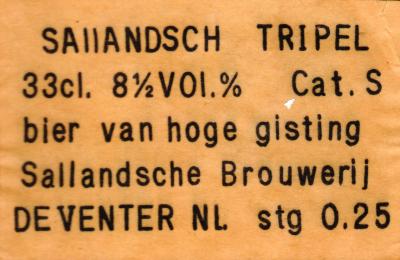 SAllANDSCH TRIPEL
33cl. 8½VOl.% Cat. S
bier van hoge gisting
Sallandsche Brouwerij
DEVENTER NL stg 0.25